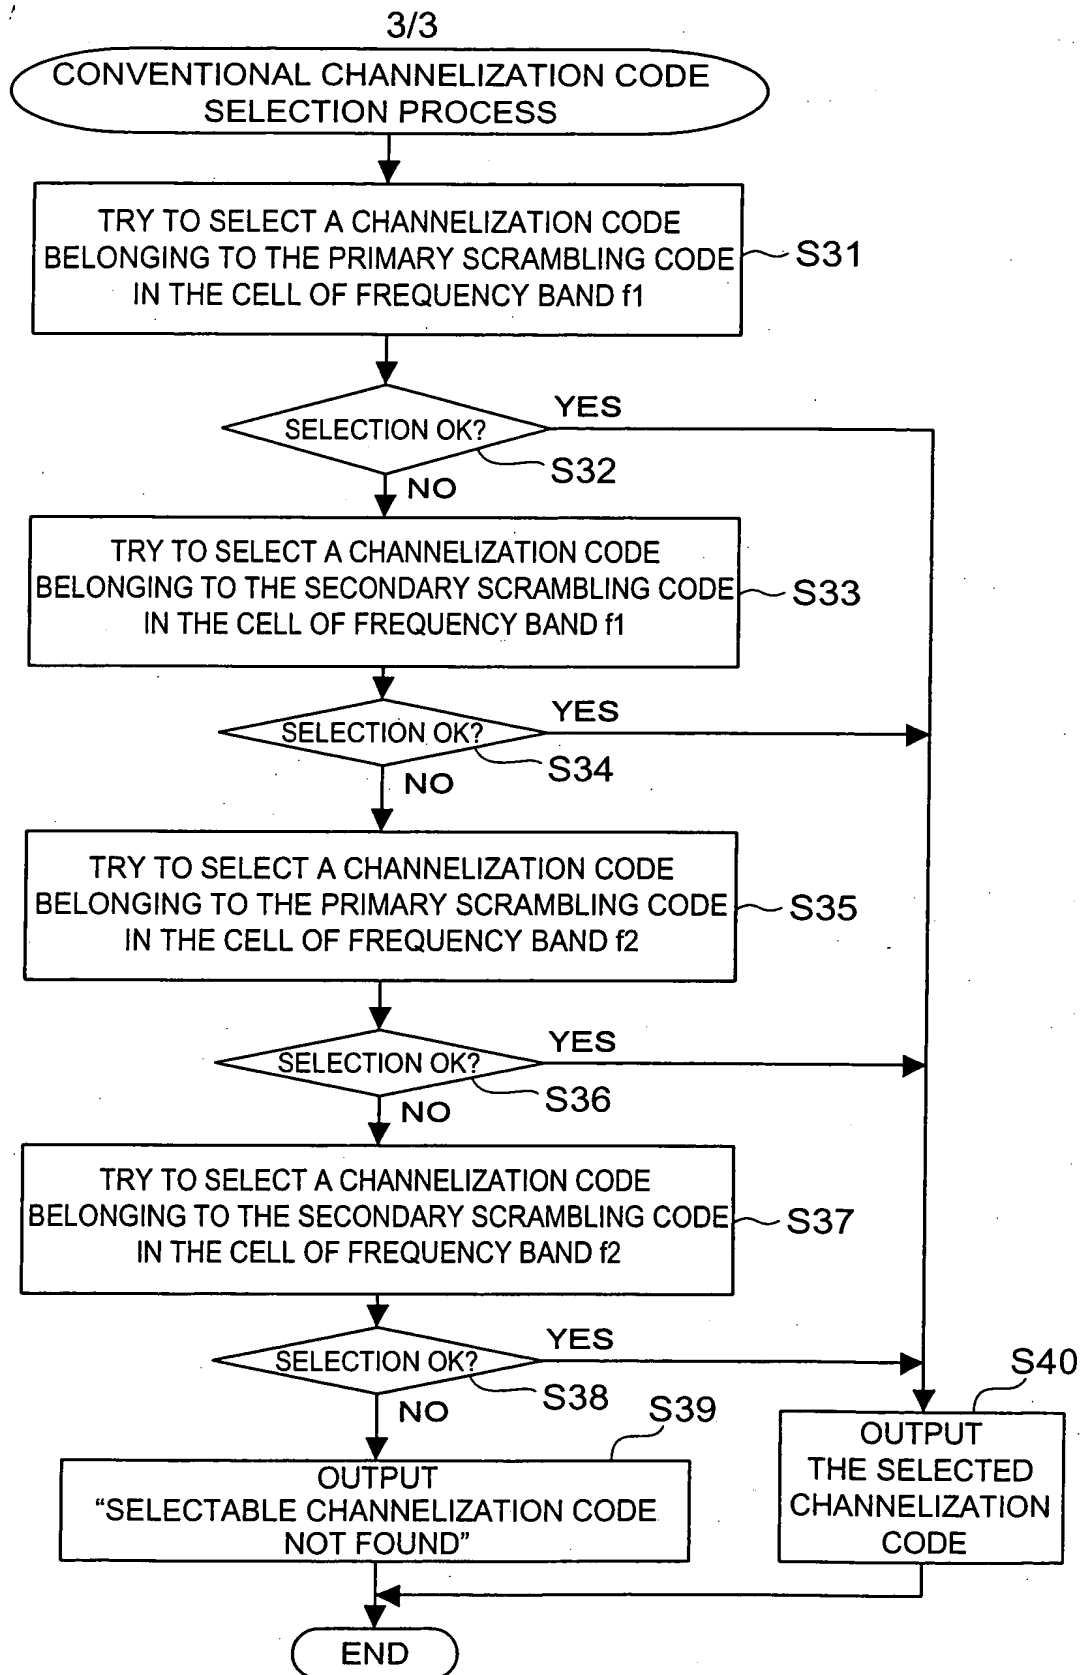 3/3
CONVENTIONAL CHANNELIZATION CODE
SELECTION PROCESS
TRY TO SELECT A CHANNELIZATION CODE
BELONGING TO THE PRIMARY SCRAMBLING CODE
IN THE CELL OF FREQUENCY BAND f1
S31
YES
SELECTION OK?
S32
NO
TRY TO SELECT A CHANNELIZATION CODE
BELONGING TO THE SECONDARY SCRAMBLING CODE
IN THE CELL OF FREQUENCY BAND f1
S33
YES
SELECTION OK?
S34
NO
TRY TO SELECT A CHANNELIZATION CODE
BELONGING TO THE PRIMARY SCRAMBLING CODE
IN THE CELL OF FREQUENCY BAND f2
S35
YES
SELECTION OK?
S36
NO
TRY TO SELECT A CHANNELIZATION CODE
BELONGING TO THE SECONDARY SCRAMBLING CODE
IN THE CELL OF FREQUENCY BAND f2
S37
YES
SELECTION OK?
S38
NO
S39
OUTPUT
“SELECTABLE CHANNELIZATION CODE
NOT FOUND”
S40
OUTPUT
THE SELECTED
CHANNELIZATION
CODE
END